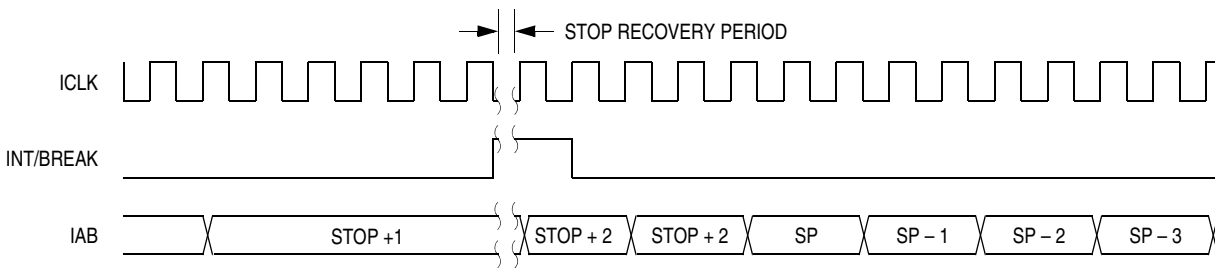 STOP RECOVERY PERIOD
ICLK
INT/BREAK
IAB
STOP +1
STOP + 2
STOP + 2
SP
SP – 1
SP – 2
SP – 3